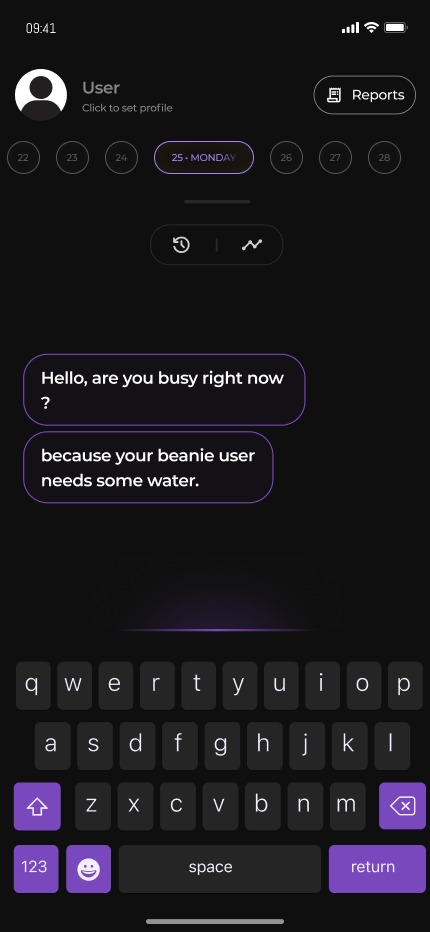 09:41
User
Click to set profile
Reports
22 23 24 25 • MONDAY 26 27 28
Hello, are you busy right now
?
because your beanie user
needs some water.
q w e r t y u i o p
a s d f g h j k l
z x c v b n m
123 space return